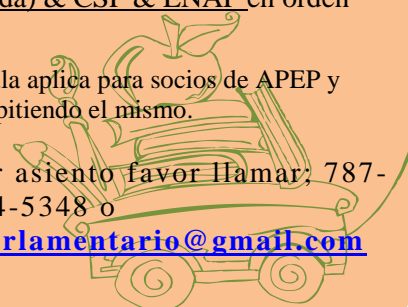 da) & CSP & ENAP en orden
la aplica para socios de APEP y
pitiendo el mismo.
r asiento favor llamar; 787-
4-5348 o
rlamentario@gmail.com